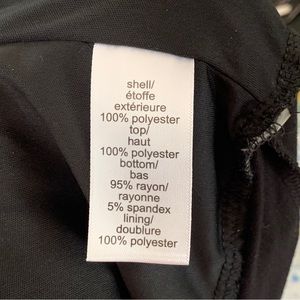 shell/
étoffe
extérieure
100% polyester
top/
haut
100% polyester
bottom/
bas
95% rayon/
rayonne
5% spandex
lining/
doublure
100% polyester